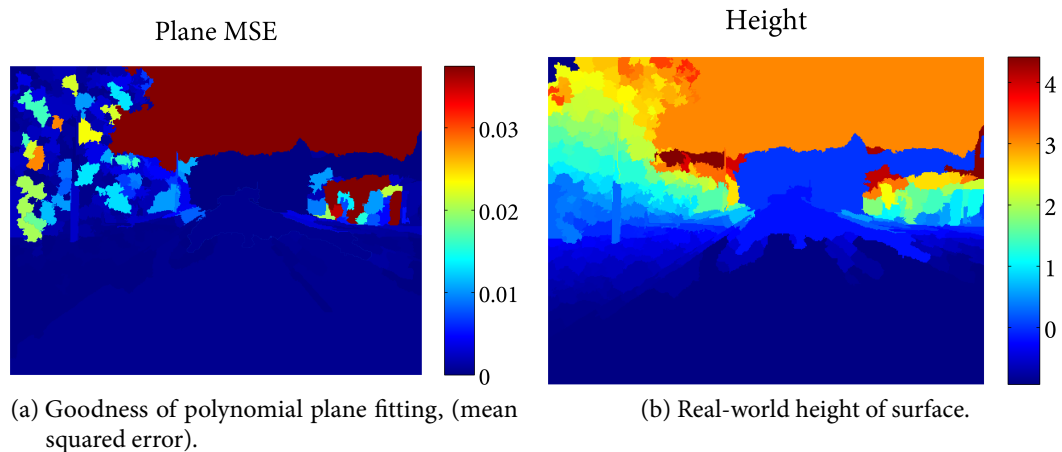 Plane MSE
Height
0.03
0.02
0.01
0
4
3
2
1
0
(a) Goodness of polynomial plane fitting, (mean
squared error).
(b) Real-world height of surface.